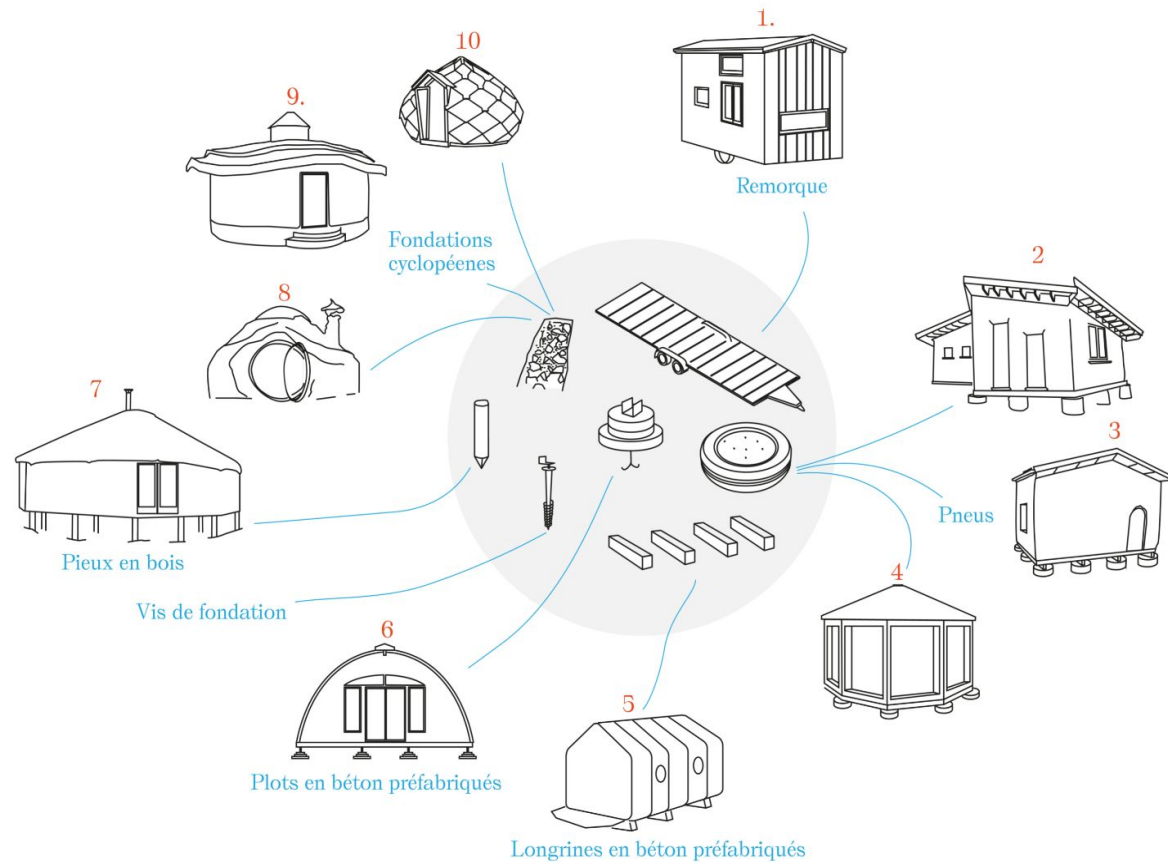 1.
Remorque
2
3
Pneus
4
5
Longrines en béton préfabriqués
6
Plots en béton préfabriqués
Vis de fondation
7
Pieux en bois
8
9.
Fondations
cyclopéenes
10